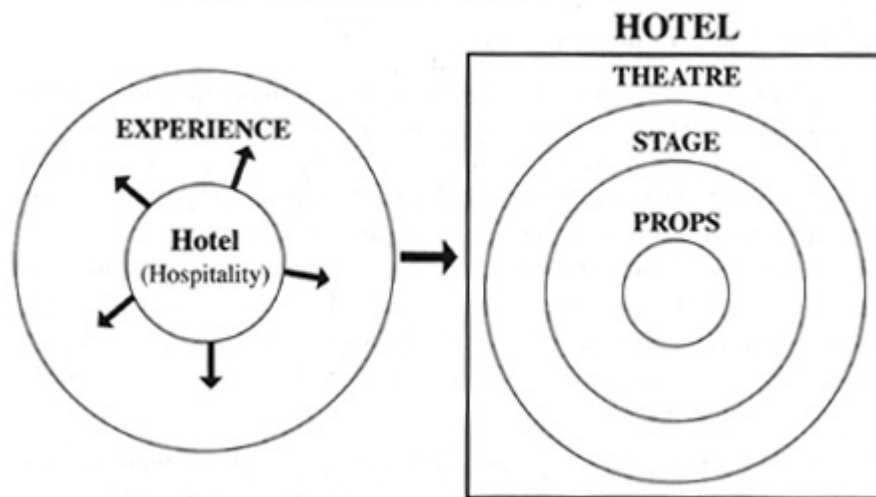 EXPERIENCE
Hotel
(Hospitality)
HOTEL
THEATRE
STAGE
PROPS